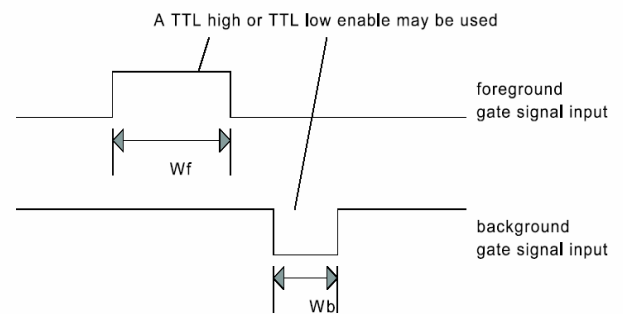 A TTL high or TTL low enable may be used
foreground
gate signal input
Wf
background
gate signal input
Wb